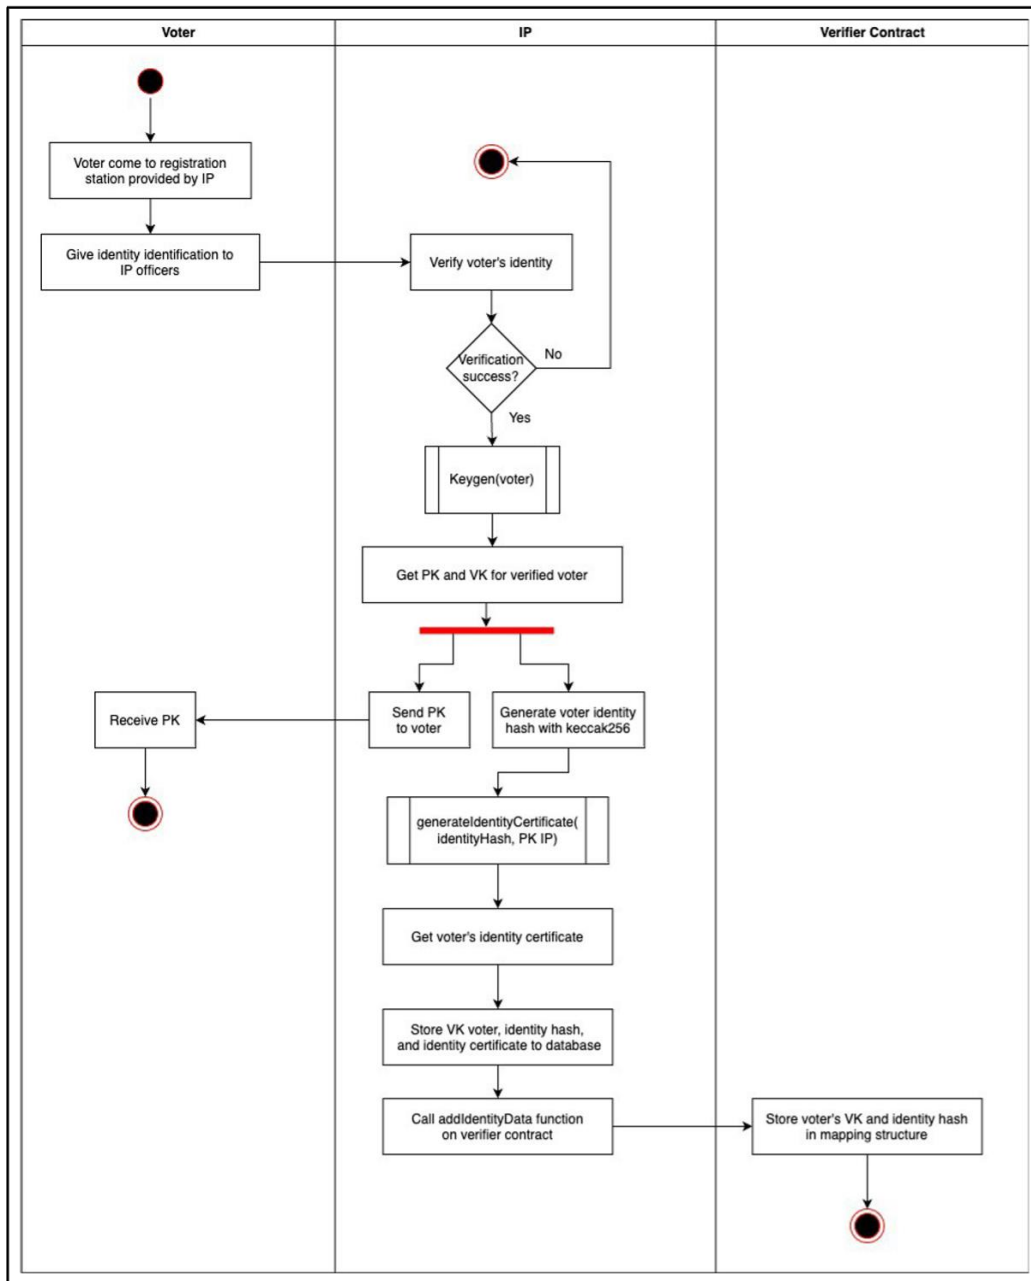 Voter
IP
Verifier Contract
Voter come to registration
station provided by IP
Give identity identification to
IP officers
Verify voter's identity
Verification
success?
No
Yes
Keygen(voter)
Get PK and VK for verified voter
Receive PK
Send PK
to voter
Generate voter identity
hash with keccak256
generateIdentityCertificate(
identityHash, PK IP)
Get voter's identity certificate
Store VK voter, identity hash,
and identity certificate to database
Call addIdentityData function
on verifier contract
Store voter's VK and identity hash
in mapping structure